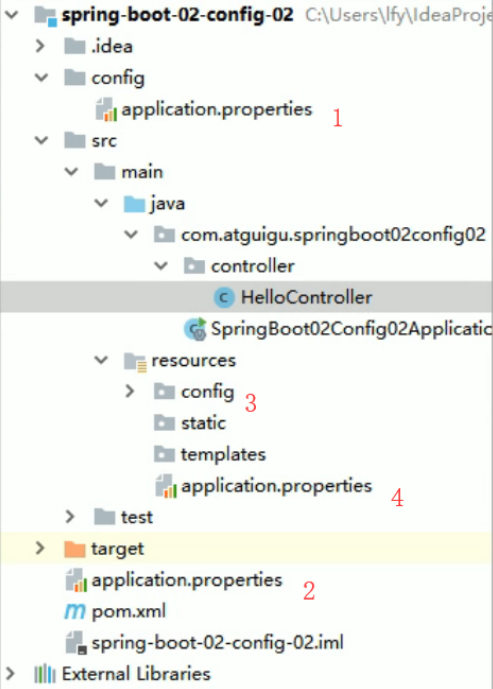 spring-boot-02-config-02 C:\Users\lfy\IdeaProje
.idea
config
application.properties 1
src
main
java
com.atguigu.springboot02config02
controller
C HelloController
SpringBoot02Config02Applicatio
resources
config 3
static
templates
application.properties 4
test
target
application.properties 2
m pom.xml
spring-boot-02-config-02.iml
External Libraries